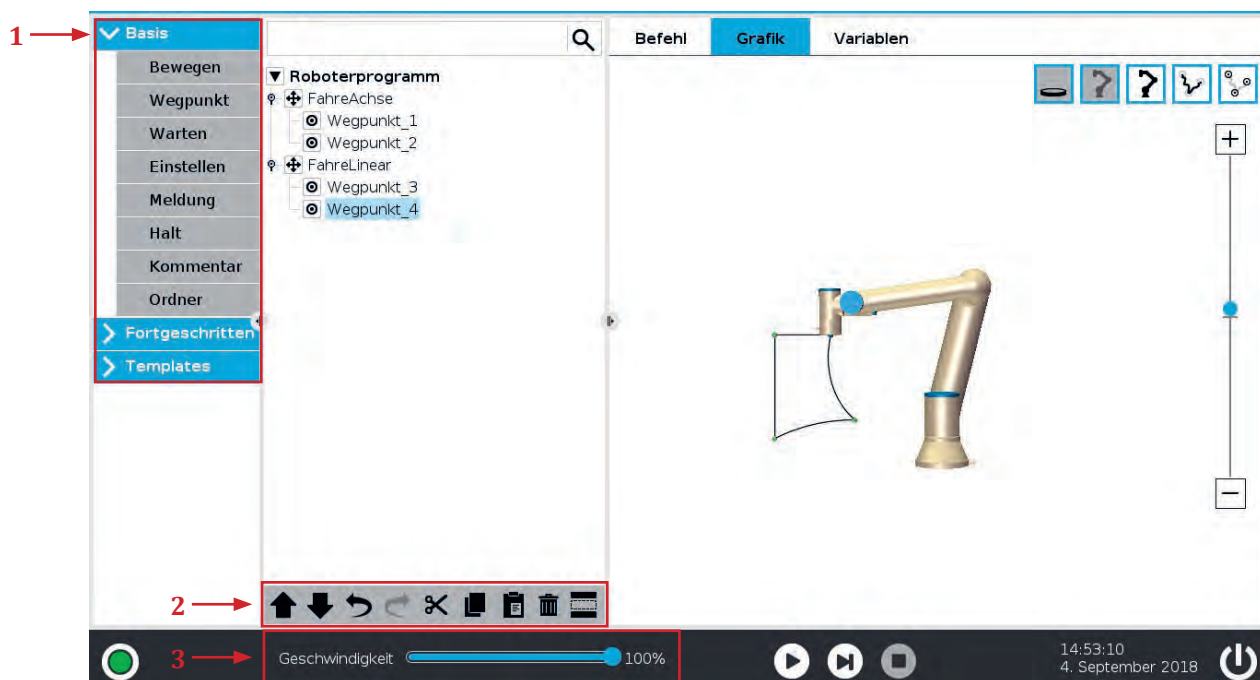 1
Basis
Bewegen
Wegpunkt
Warten
Einstellen
Meldung
Halt
Kommentar
Ordner
Fortgeschritten
Templates
Roboterprogramm
FahreAchse
Wegpunkt_1
Wegpunkt_2
FahreLinear
Wegpunkt_3
Wegpunkt_4
Befehl Grafik Variablen
2
3
Geschwindigkeit 100%
14:53:10
4. September 2018